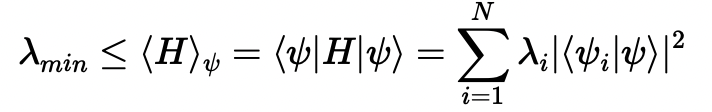 λ_min ≤ ⟨H⟩_ψ = ⟨ψ|H|ψ⟩ = ∑_{i=1}^{N} λ_i|⟨ψ_i|ψ⟩|²